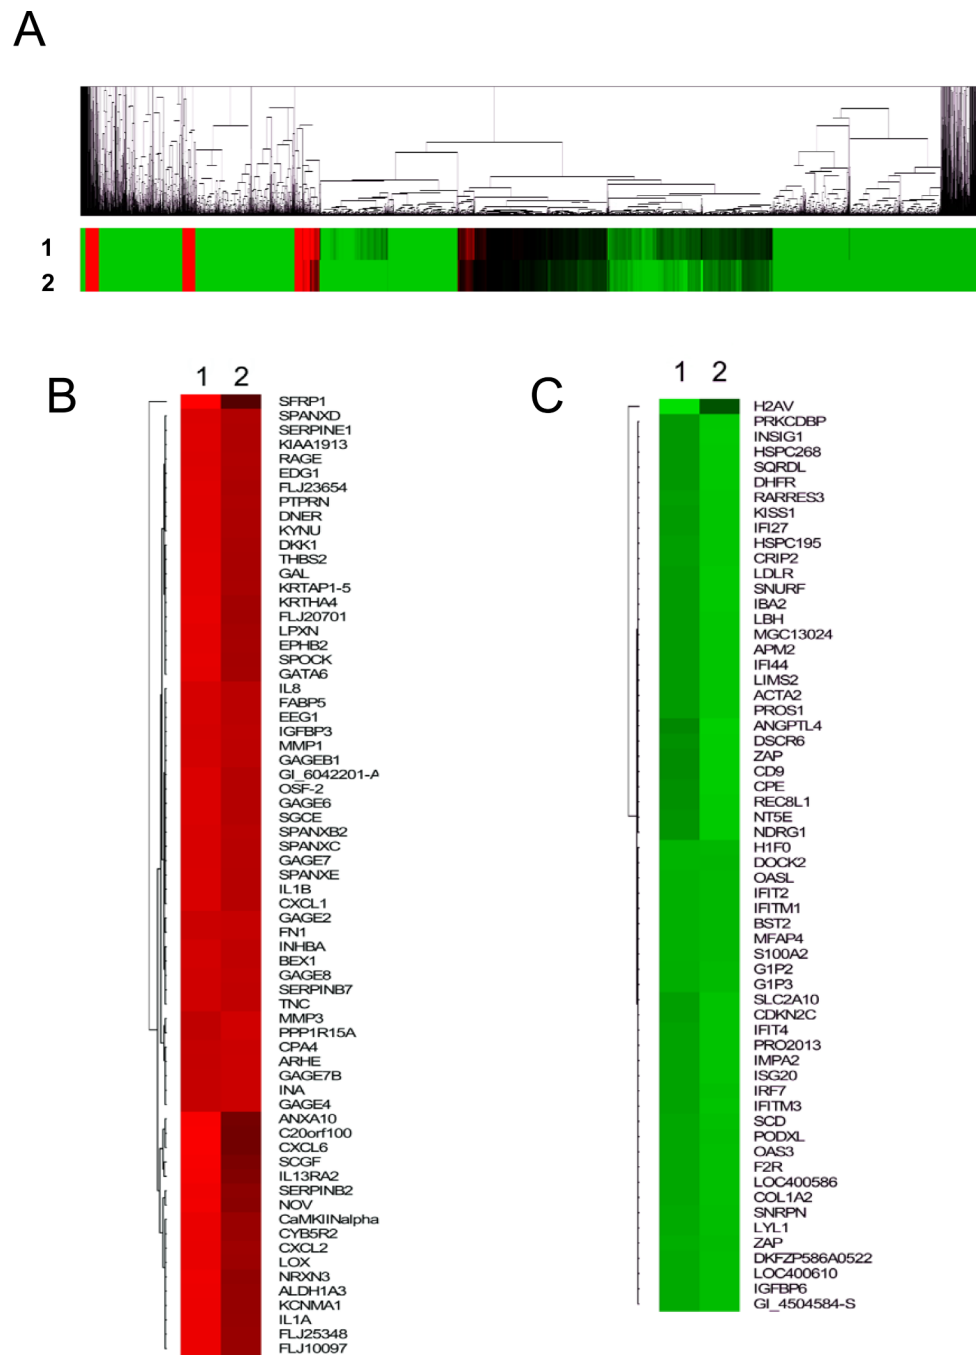 A
1
2
B
1 2
SFRP1
SPANXD
SERPINE1
KIAA1913
RAGE
EDG1
FLJ23654
PTPRN
DNER
KYNU
DKK1
THBS2
GAL
KRTAP1-5
KRTHA4
FLJ20701
LPXN
EPHB2
SPOCK
GATA6
IL8
FABP5
EEG1
IGFBP3
MMP1
GAGEB1
GI_6042201-A
OSF-2
GAGE6
SGCE
SPANXB2
SPANXC
GAGE7
SPANXE
IL1B
CXCL1
GAGE2
FN1
INHBA
BEX1
GAGE8
SERPINB7
TNC
MMP3
PPP1R15A
CPA4
ARHE
GAGE7B
INA
GAGE4
ANXA10
C20orf100
CXCL6
SCGF
IL13RA2
SERPINB2
NOV
CaMKIINalpha
CYB5R2
CXCL2
LOX
NRXN3
ALDH1A3
KCNMA1
IL1A
FLJ25348
FLJ10097
C
1 2
H2AV
PRKCDBP
INSIG1
HSPC268
SQRDL
DHFR
RARRES3
KISS1
IFI27
HSPC195
CRIP2
LDLR
SNURF
IBA2
LBH
MGC13024
APM2
IFI44
LIMS2
ACTA2
PROS1
ANGPTL4
DSCR6
ZAP
CD9
CPE
REC8L1
NT5E
NDRG1
H1F0
DOCK2
OASL
IFIT2
IFITM1
BST2
MFAP4
S100A2
G1P2
G1P3
SLC2A10
CDKN2C
IFIT4
PRO2013
IMPA2
ISG20
IRF7
IFITM3
SCD
PODXL
OAS3
F2R
LOC400586
COL1A2
SNRPN
LYL1
ZAP
DKFZP586A0522
LOC400610
IGFBP6
GI_4504584-S